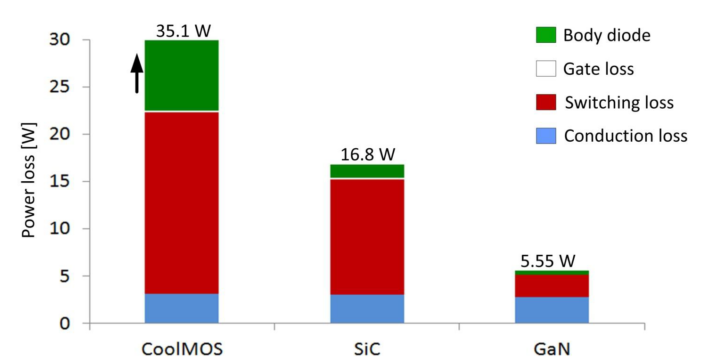 35.1 W
30
25
20
15
10
5
0
Power loss [W]
16.8 W
5.55 W
Body diode
Gate loss
Switching loss
Conduction loss
CoolMOS
SiC
GaN